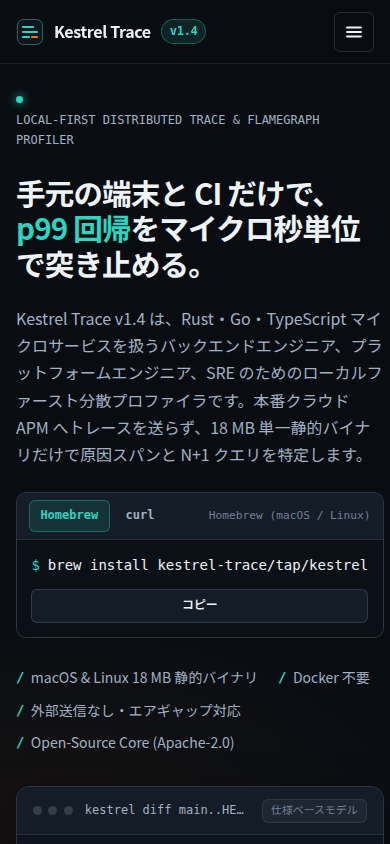 Kestrel Trace v1.4
LOCAL-FIRST DISTRIBUTED TRACE & FLAMEGRAPH
PROFILER
手元の端末と CI だけで、
p99 回帰をマイクロ秒単位
で突き止める。
Kestrel Trace v1.4 は、Rust・Go・TypeScript マイ
クロサービスを扱うバックエンドエンジニア、プラ
ットフォームエンジニア、SRE のためのローカルフ
ァースト分散プロファイラです。本番クラウド
APM へトレースを送らず、18 MB 単一静的バイナ
リだけで原因スパンと N+1 クエリを特定します。
Homebrew curl Homebrew (macOS / Linux)
$ brew install kestrel-trace/tap/kestrel
コピー
/ macOS & Linux 18 MB 静的バイナリ / Docker 不要
/ 外部送信なし・エアギャップ対応
/ Open-Source Core (Apache-2.0)
kestrel diff main..HE… 仕様ベースモデル